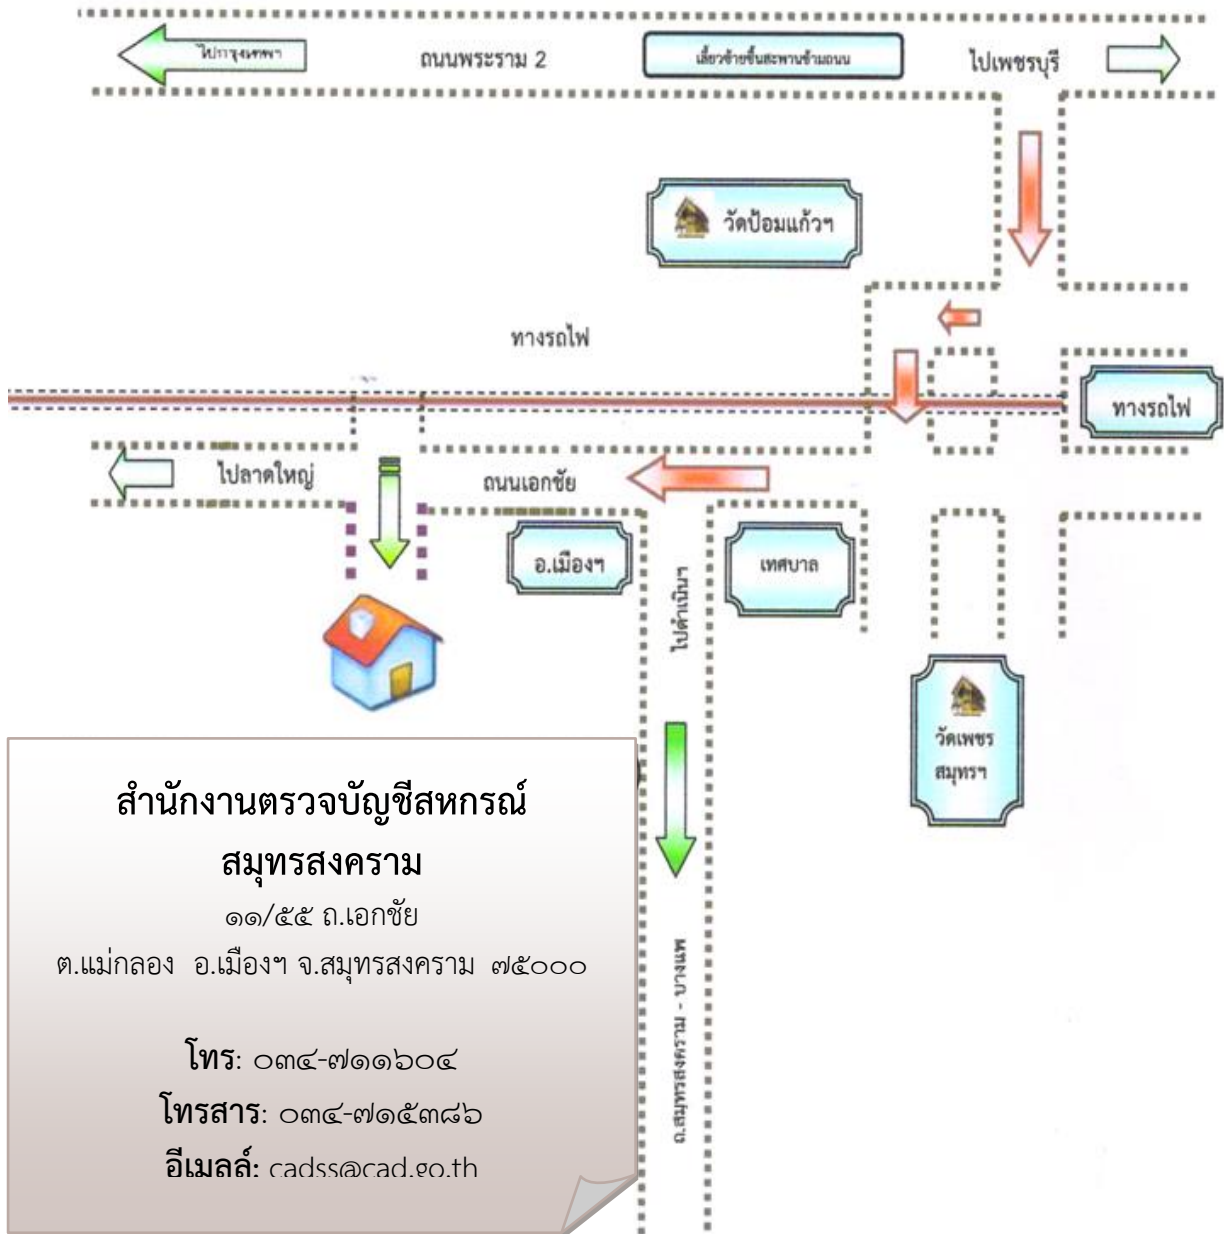 ไปกรุงเทพฯ
ถนนพระราม 2
เลี้ยวซ้ายขึ้นสะพานข้ามถนน
ไปเพชรบุรี
วัดป้อมแก้วฯ
ทางรถไฟ
ทางรถไฟ
ไปลาดใหญ่
ถนนเอกชัย
อ.เมืองฯ
เทศบาล
ไปดำเนินฯ
วัดเพชร
สมุทรฯ
ถ.สมุทรสงคราม - บางแพ
สำนักงานตรวจบัญชีสหกรณ์
สมุทรสงคราม
๑๑/๕๕ ถ.เอกชัย
ต.แม่กลอง อ.เมืองฯ จ.สมุทรสงคราม ๗๕๐๐๐
โทร: ๐๓๔-๗๑๑๖๐๔
โทรสาร: ๐๓๔-๗๑๕๓๘๖
อีเมลล์: cadss@cad.go.th